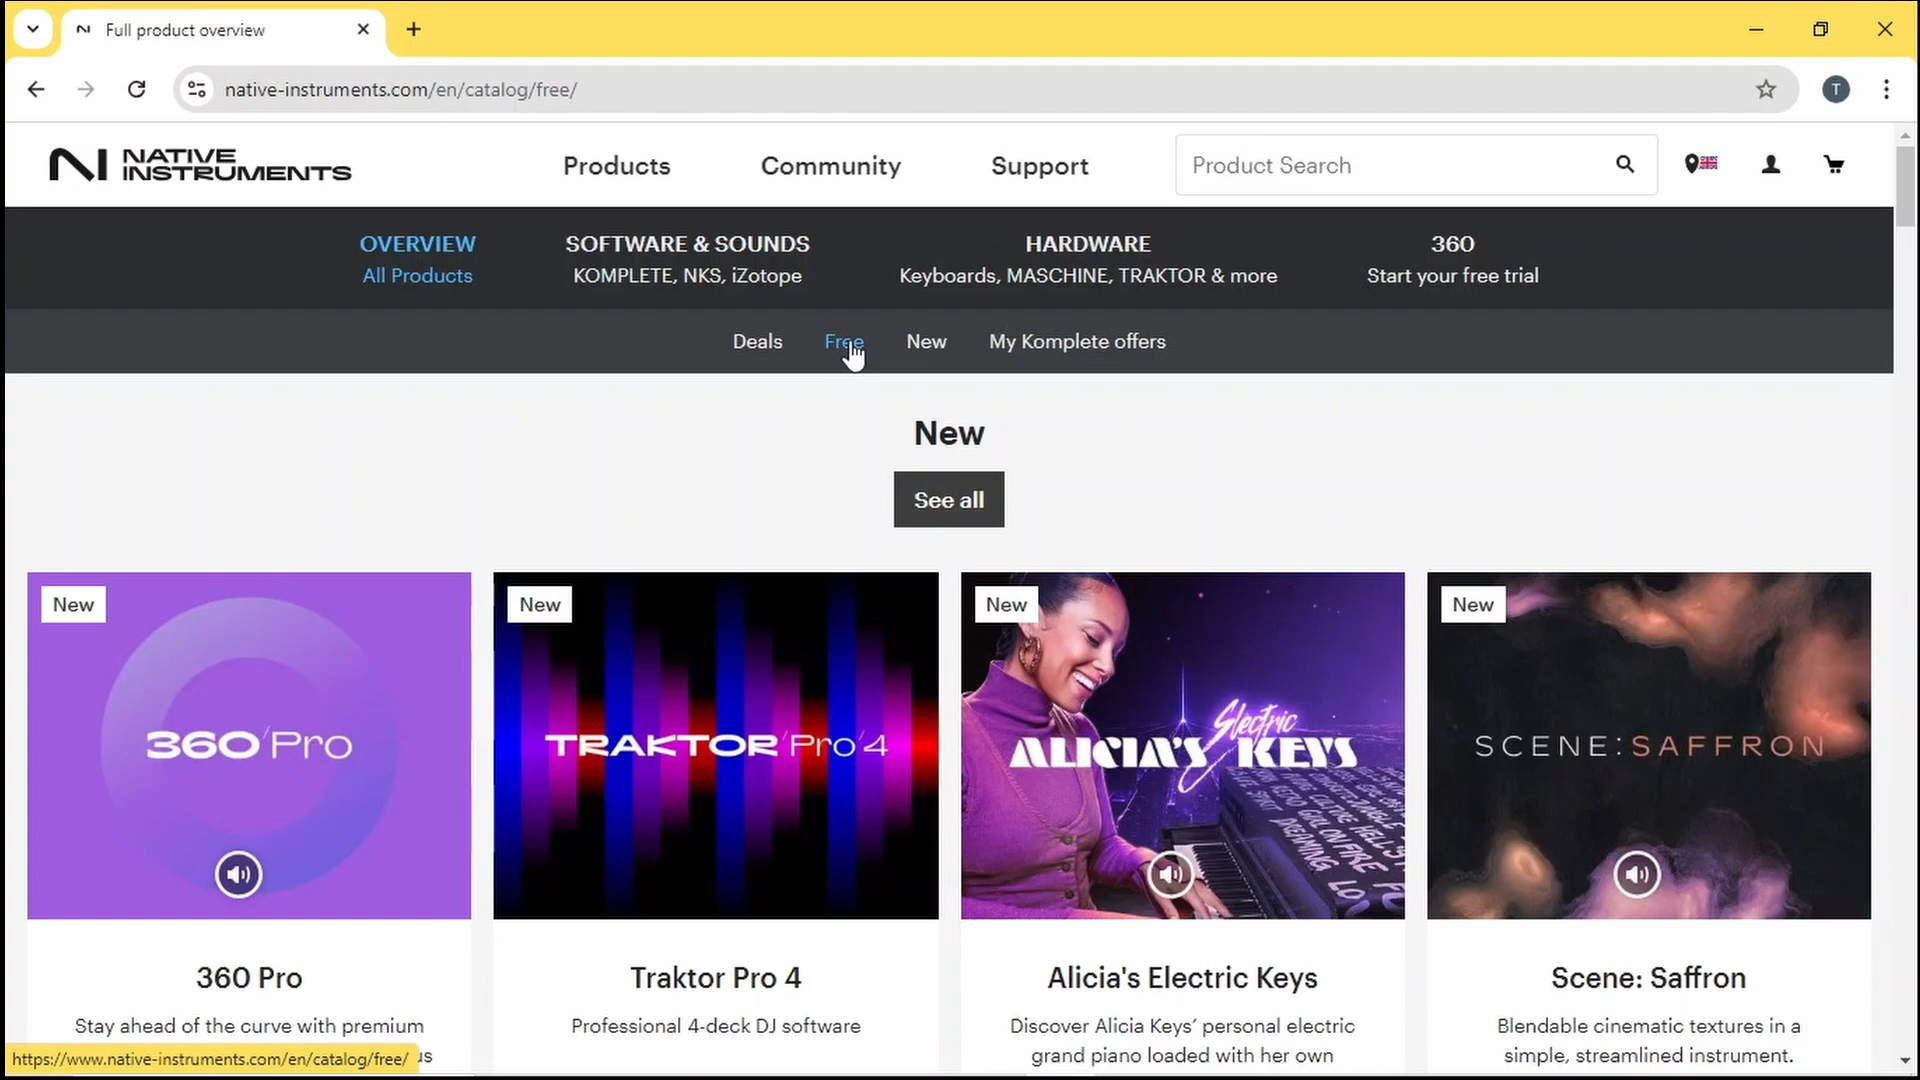 Full product overview
native-instruments.com/en/catalog/free/
T
NATIVE
INSTRUMENTS
Products
Community
Support
Product Search
OVERVIEW
All Products
SOFTWARE & SOUNDS
KOMPLETE, NKS, iZotope
HARDWARE
Keyboards, MASCHINE, TRAKTOR & more
360
Start your free trial
Deals
Free
New
My Komplete offers
New
See all
New
360 Pro
New
TRAKTOR Pro 4
New
Electric
ALICIA'S KEYS
New
SCENE: SAFFRON
360 Pro
Stay ahead of the curve with premium
us
Traktor Pro 4
Professional 4-deck DJ software
Alicia's Electric Keys
Discover Alicia Keys’ personal electric
grand piano loaded with her own
Scene: Saffron
Blendable cinematic textures in a
simple, streamlined instrument.
https://www.native-instruments.com/en/catalog/free/